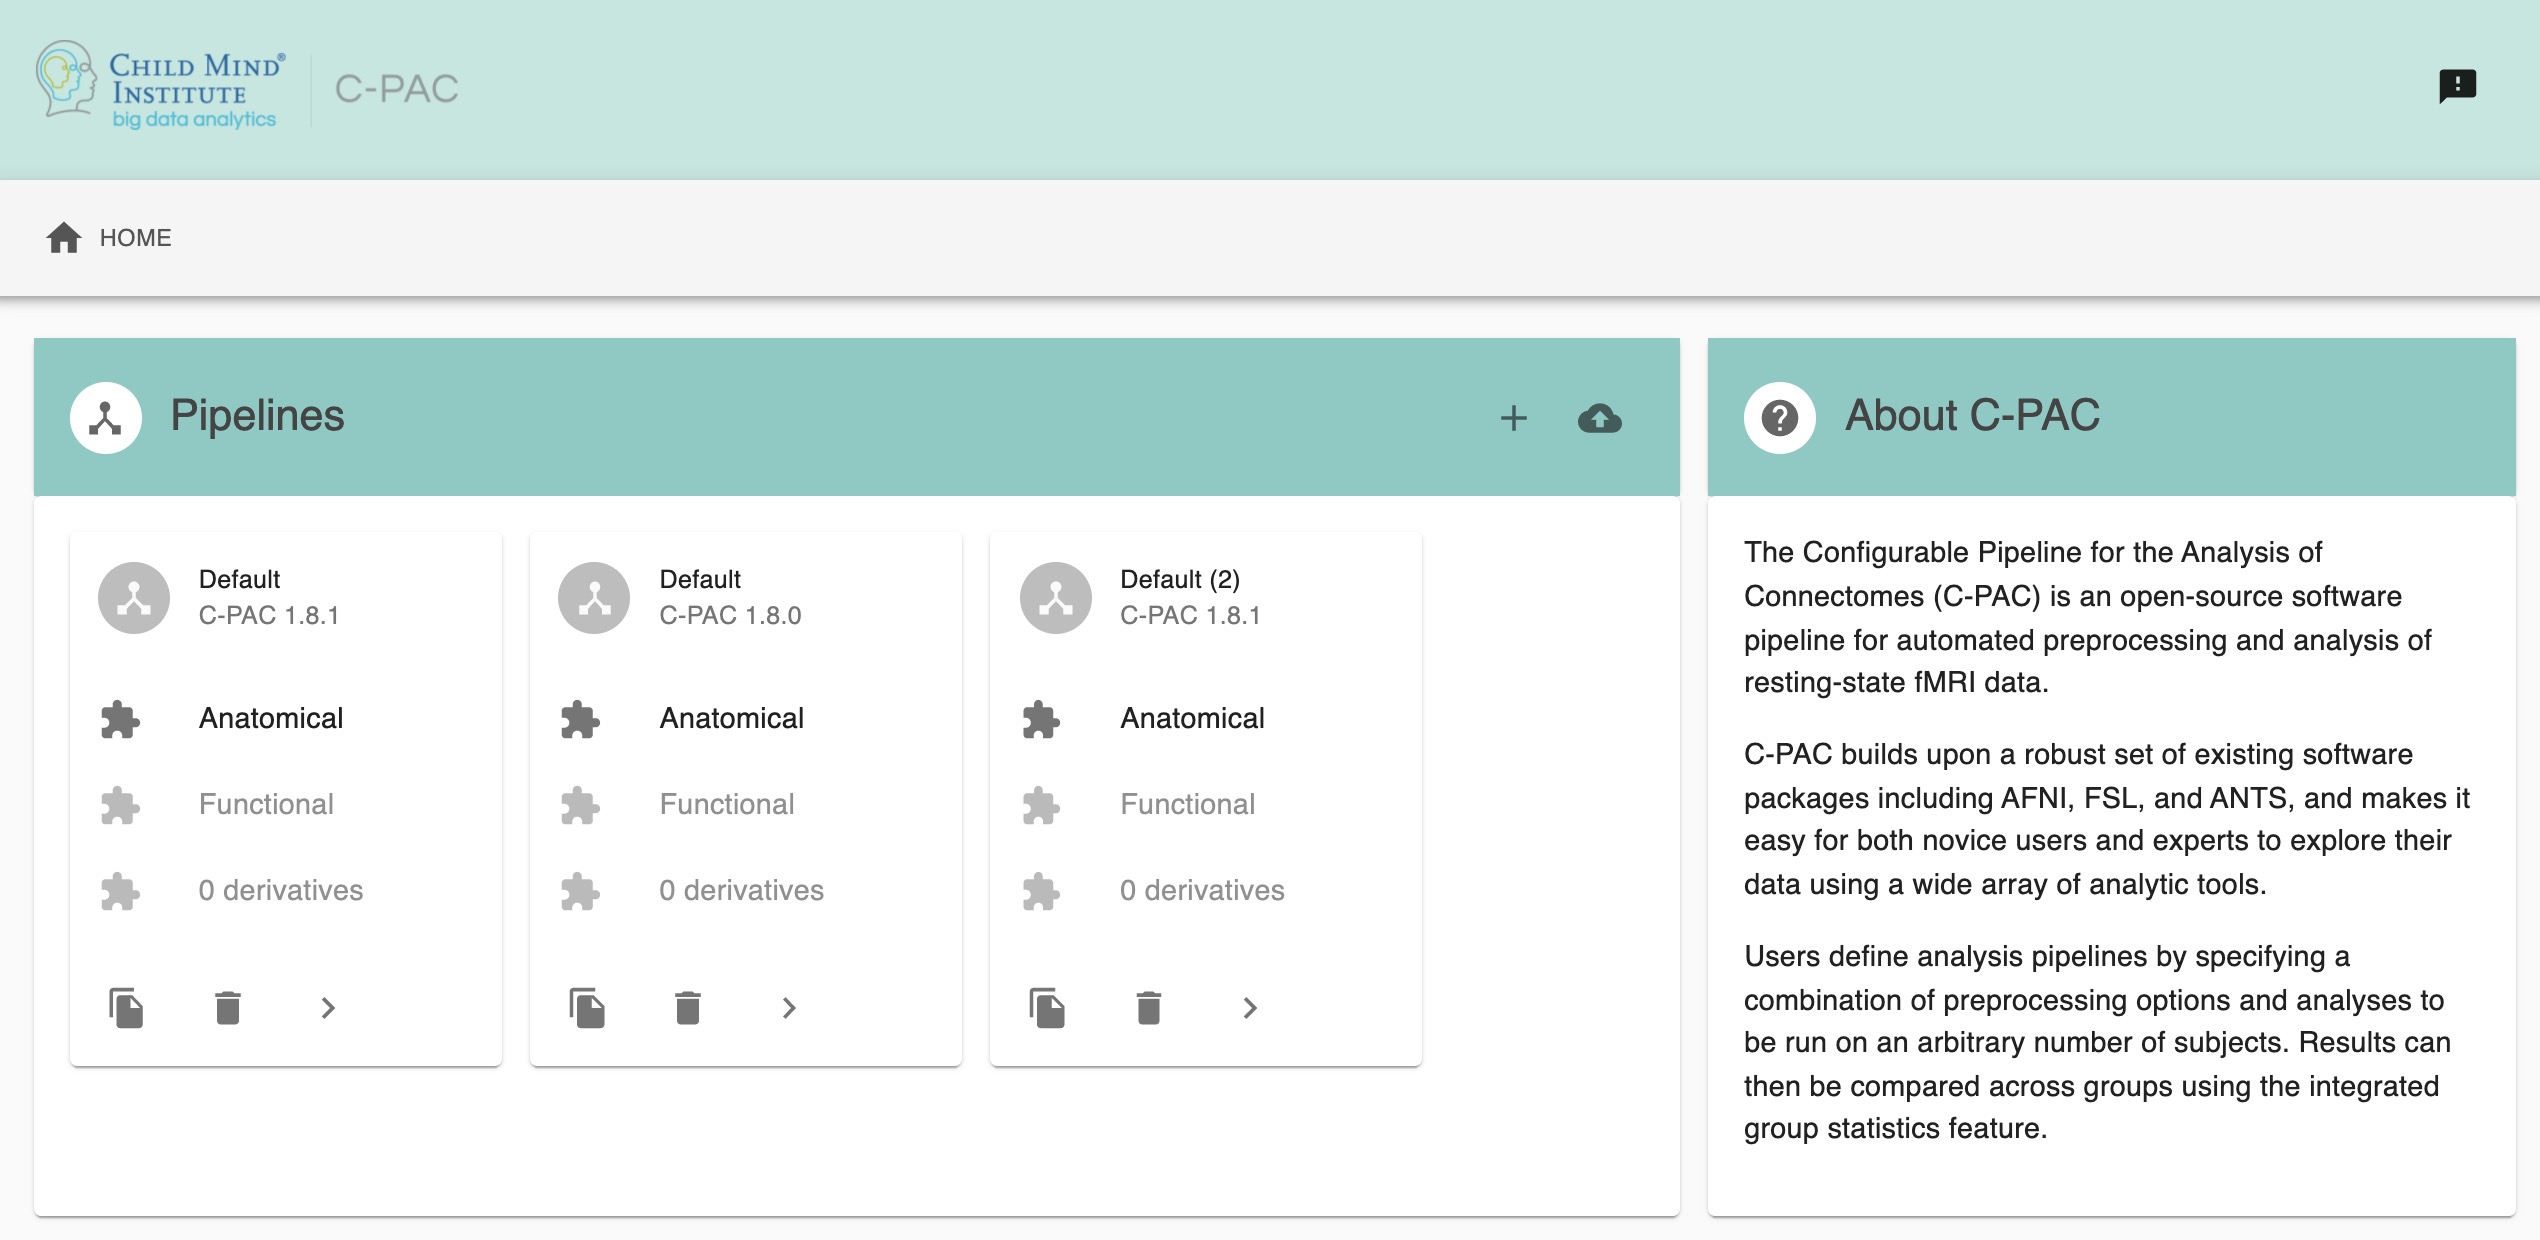 CHILD MIND®
INSTITUTE
big data analytics
C-PAC
HOME
Pipelines
Default
C-PAC 1.8.1
Anatomical
Functional
0 derivatives
Default
C-PAC 1.8.0
Anatomical
Functional
0 derivatives
Default (2)
C-PAC 1.8.1
Anatomical
Functional
0 derivatives
About C-PAC
The Configurable Pipeline for the Analysis of
Connectomes (C-PAC) is an open-source software
pipeline for automated preprocessing and analysis of
resting-state fMRI data.
C-PAC builds upon a robust set of existing software
packages including AFNI, FSL, and ANTS, and makes it
easy for both novice users and experts to explore their
data using a wide array of analytic tools.
Users define analysis pipelines by specifying a
combination of preprocessing options and analyses to
be run on an arbitrary number of subjects. Results can
then be compared across groups using the integrated
group statistics feature.